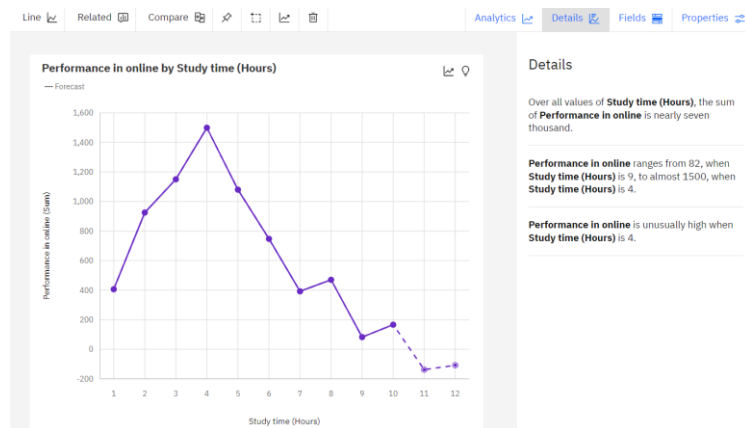 Line Related Compare Analytics Details Fields Properties
Performance in online by Study time (Hours)
Forecast
1,600
1,400
1,200
1,000
800
600
400
200
0
-200
Performance in online (Sum)
1 2 3 4 5 6 7 8 9 10 11 12
Study time (Hours)
Details
Over all values of Study time (Hours), the sum
of Performance in online is nearly seven
thousand.
Performance in online ranges from 82, when
Study time (Hours) is 9, to almost 1500, when
Study time (Hours) is 4.
Performance in online is unusually high when
Study time (Hours) is 4.